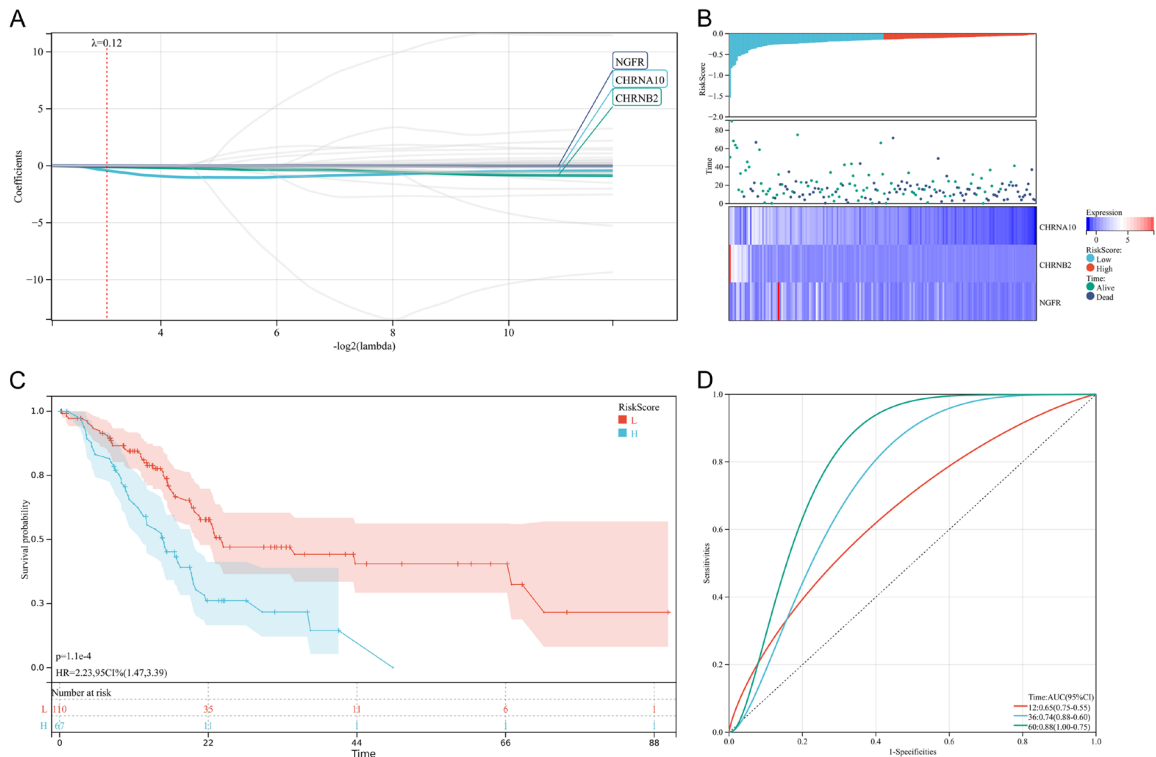 A
λ=0.12
10
5
0
−5
−10
Coefficients
NGFR
CHRNA10
CHRNB2
4
6
8
10
-log2(lambda)
B
0.0
−0.5
−1.0
−1.5
−2.0
RiskScore
80
60
40
20
0
Time
CHRNA10
CHRNB2
NGFR
Expression
0
5
RiskScore:
Low
High
Time:
Alive
Dead
C
1.0
0.8
0.5
0.3
0.0
Survival probability
RiskScore
L
H
p=1.1e-4
HR=2.23,95CI%(1.47,3.39)
Number at risk
L 110 35 11 6 1
H 67 11 1 1 1
0 22 44 66 88
Time
D
1.0
0.8
0.6
0.4
0.2
0.0
Sensitivities
Time:AUC(95%CI)
12:0.65(0.75-0.55)
36:0.74(0.88-0.60)
60:0.88(1.00-0.75)
0.0 0.2 0.4 0.6 0.8 1.0
1-Specificities